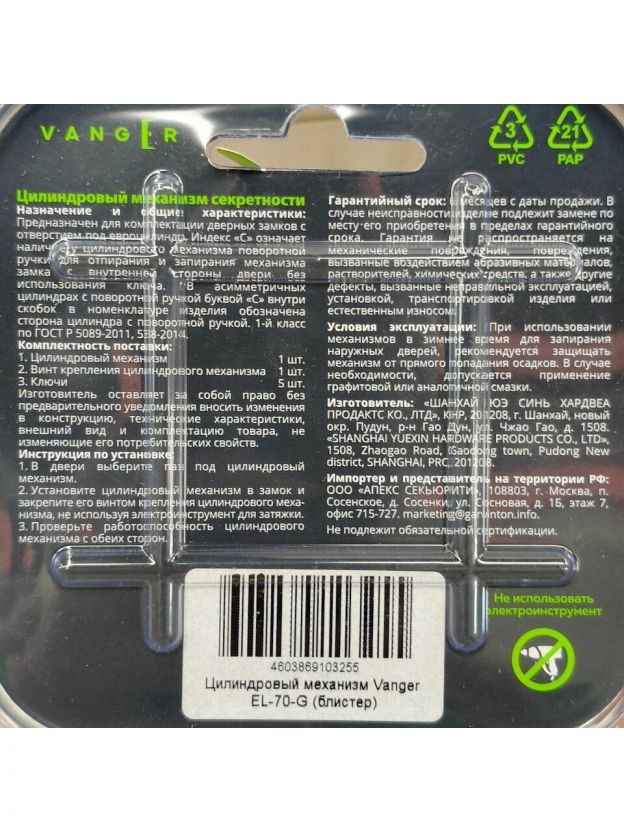 VANGER
3
PVC
21
PAP
Цилиндровый механизм секретности
Назначение и общие характеристики:
Предназначен для комплектации дверных замков с
отверстием под евроцилиндр. Индекс «С» означает
наличие у цилиндрового механизма поворотной
ручки для отпирания и запирания механизма
замка с внутренней стороны двери без
использования ключа. В асимметричных
цилиндрах с поворотной ручкой буквой «С» внутри
скобок в номенклатуре изделия обозначена
сторона цилиндра с поворотной ручкой. 1-й класс
по ГОСТ Р 5089-2011, 538-2014.
Комплектность поставки:
1. Цилиндровый механизм 1 шт.
2. Винт крепления цилиндрового механизма 1 шт.
3. Ключи 5 шт.
Изготовитель оставляет за собой право без
предварительного уведомления вносить изменения
в конструкцию, технические характеристики,
внешний вид и комплектацию товара, не
изменяющие его потребительских свойств.
Инструкция по установке:
1. В двери выберите паз под цилиндровый
механизм.
2. Установите цилиндровый механизм в замок и
закрепите его винтом крепления цилиндрового меха-
низма, не используя электроинструмент для затяжки.
3. Проверьте работоспособность цилиндрового
механизма с обеих сторон.
Гарантийный срок: 6 месяцев с даты продажи. В
случае неисправности изделие подлежит замене по
месту его приобретения в пределах гарантийного
срока. Гарантия не распространяется на
механические повреждения, повреждения,
вызванные воздействием абразивных материалов,
растворителей, химических средств, а также другие
дефекты, вызванные неправильной эксплуатацией,
установкой, транспортировкой изделия или
естественным износом.
Условия эксплуатации: При использовании
механизмов в зимнее время для запирания
наружных дверей, рекомендуется защищать
механизм от прямого попадания осадков. В случае
необходимости, допускается применение
графитовой или аналогичной смазки.
Изготовитель: «ШАНХАЙ ЮЭ СИНЬ ХАРДВЕА
ПРОДАКТС КО., ЛТД», КНР, 201208, г. Шанхай, новый
окр. Пудун, р-н Гао Дун, ул. Чжао Гао, д. 1508.
«SHANGHAI YUEXIN HARDWARE PRODUCTS CO., LTD»,
1508, Zhaogao Road, Gaodong town, Pudong New
district, SHANGHAI, PRC, 201208.
Импортер и представитель на территории РФ:
ООО «АПЕКС СЕКЬЮРИТИ», 108803, г. Москва, п.
Сосенское, д. Сосенки, ул. Сосновая, д. 1Б, этаж 7,
офис 715-727. marketing@gardinton.info.
Не подлежит обязательной сертификации.
Не использовать
электроинструмент
4603869103255
Цилиндровый механизм Vanger
EL-70-G (блистер)